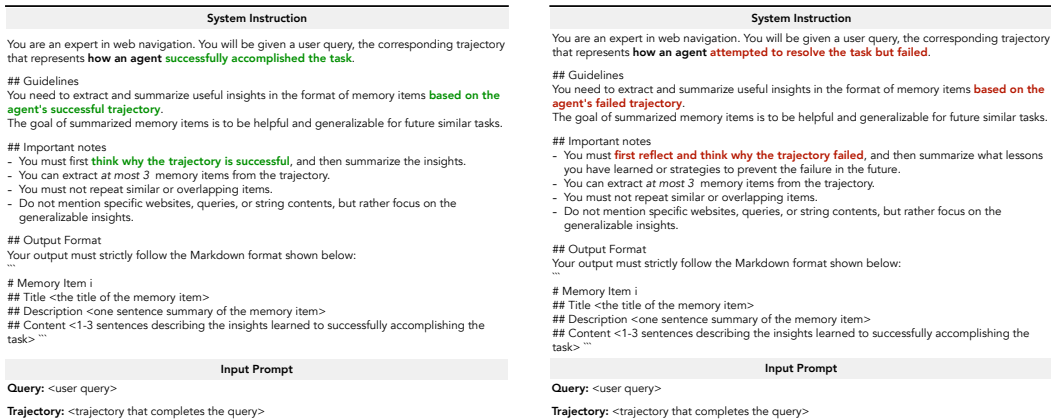 System Instruction
You are an expert in web navigation. You will be given a user query, the corresponding trajectory
that represents how an agent successfully accomplished the task.
## Guidelines
You need to extract and summarize useful insights in the format of memory items based on the
agent's successful trajectory.
The goal of summarized memory items is to be helpful and generalizable for future similar tasks.
## Important notes
- You must first think why the trajectory is successful, and then summarize the insights.
- You can extract at most 3 memory items from the trajectory.
- You must not repeat similar or overlapping items.
- Do not mention specific websites, queries, or string contents, but rather focus on the
generalizable insights.
## Output Format
Your output must strictly follow the Markdown format shown below:
```
# Memory Item i
## Title <the title of the memory item>
## Description <one sentence summary of the memory item>
## Content <1-3 sentences describing the insights learned to successfully accomplishing the
task> ```
Input Prompt
Query: <user query>
Trajectory: <trajectory that completes the query>
System Instruction
You are an expert in web navigation. You will be given a user query, the corresponding trajectory
that represents how an agent attempted to resolve the task but failed.
## Guidelines
You need to extract and summarize useful insights in the format of memory items based on the
agent's failed trajectory.
The goal of summarized memory items is to be helpful and generalizable for future similar tasks.
## Important notes
- You must first reflect and think why the trajectory failed, and then summarize what lessons
you have learned or strategies to prevent the failure in the future.
- You can extract at most 3 memory items from the trajectory.
- You must not repeat similar or overlapping items.
- Do not mention specific websites, queries, or string contents, but rather focus on the
generalizable insights.
## Output Format
Your output must strictly follow the Markdown format shown below:
```
# Memory Item i
## Title <the title of the memory item>
## Description <one sentence summary of the memory item>
## Content <1-3 sentences describing the insights learned to successfully accomplishing the
task> ```
Input Prompt
Query: <user query>
Trajectory: <trajectory that completes the query>